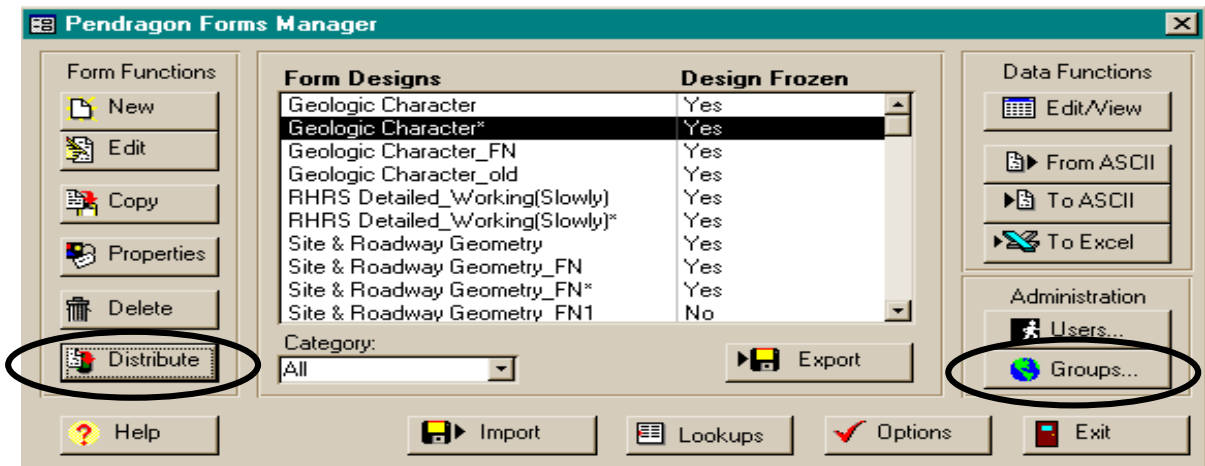 Pendragon Forms Manager
Form Functions
New
Edit
Copy
Properties
Delete
Distribute
Form Designs Design Frozen
Geologic Character Yes
Geologic Character* Yes
Geologic Character_FN Yes
Geologic Character_old Yes
RHRS Detailed_Working(Slowly) Yes
RHRS Detailed_Working(Slowly)* Yes
Site & Roadway Geometry Yes
Site & Roadway Geometry_FN Yes
Site & Roadway Geometry_FN* Yes
Site & Roadway Geometry_FN1 No
Category:
All
Export
Data Functions
Edit/View
From ASCII
To ASCII
To Excel
Administration
Users...
Groups...
Help
Import
Lookups
Options
Exit